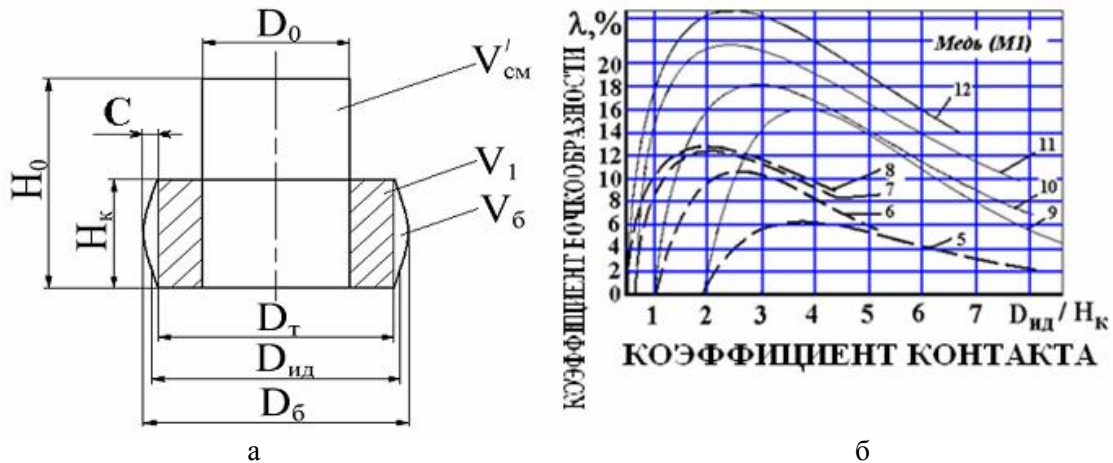 D₀
V′см
C
H₀
V₁
Hк
Vб
Dт
Dид
Dб
а
λ,%
КОЭФФИЦИЕНТ БОЧКООБРАЗНОСТИ
Медь (М1)
20
18
16
14
12
10
8
6
4
2
0
12
11
10
9
8
7
6
5
1 2 3 4 5 6 7 Dид / Hк
КОЭФФИЦИЕНТ КОНТАКТА
б